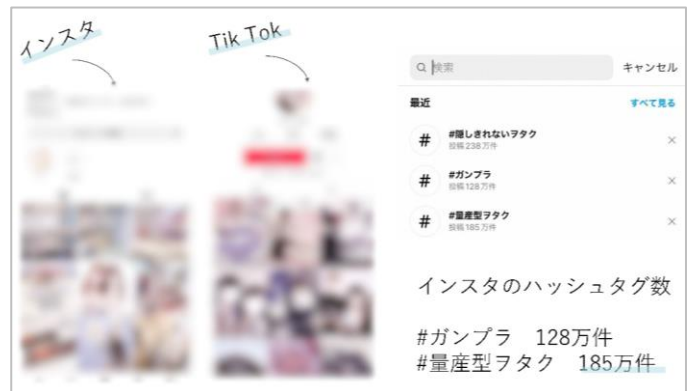 インスタ
Tik Tok
検索
キャンセル
最近
すべて見る
#隠しきれないヲタク
投稿238万件
#ガンプラ
投稿128万件
#量産型ヲタク
投稿185万件
インスタのハッシュタグ数
#ガンプラ　128万件
#量産型ヲタク　185万件